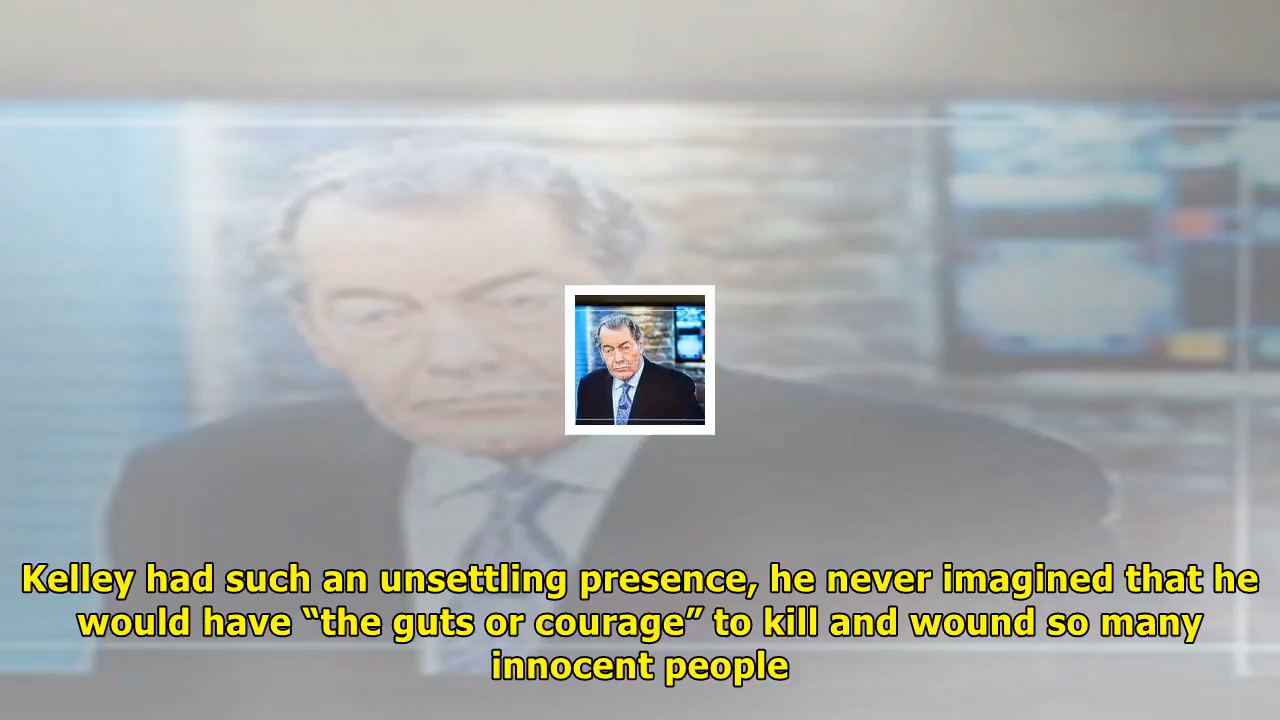 Kelley had such an unsettling presence, he never imagined that he
would have “the guts or courage” to kill and wound so many
innocent people